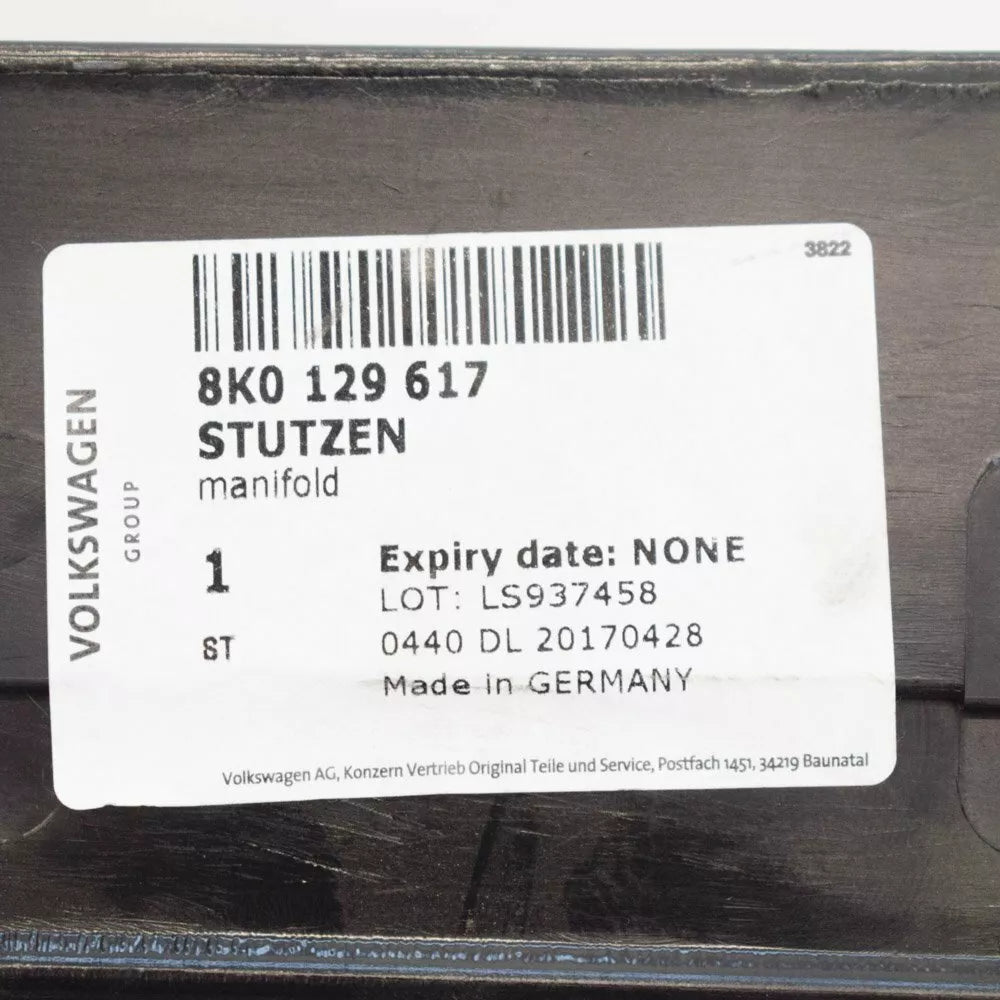 3822
8K0 129 617
STUTZEN
manifold
1
Expiry date: NONE
LOT: LS937458
ST
0440 DL 20170428
Made in GERMANY
Volkswagen AG, Konzern Vertrieb Original Teile und Service, Postfach 1451, 34219 Baunatal
VOLKSWAGEN
GROUP